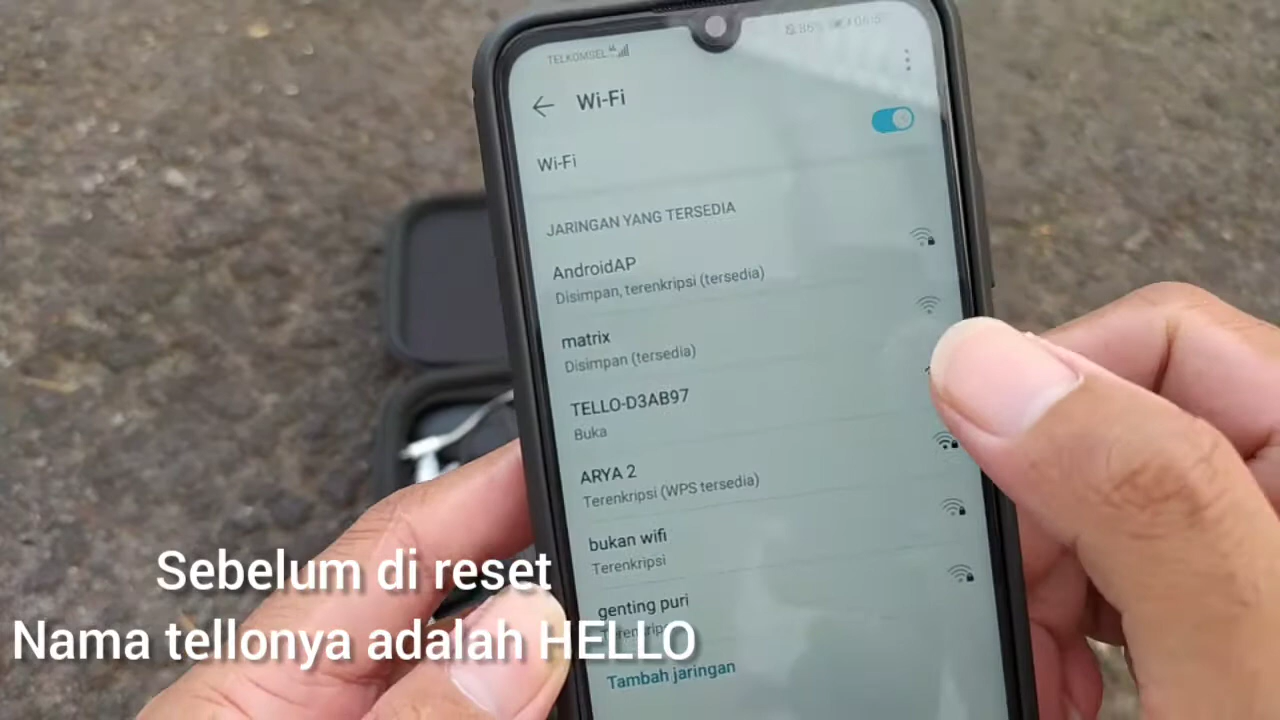 TELKOMSEL
Wi-Fi
Wi-Fi
JARINGAN YANG TERSEDIA
AndroidAP
Disimpan, terenkripsi (tersedia)
matrix
Disimpan (tersedia)
TELLO-D3AB97
Buka
ARYA 2
Terenkripsi (WPS tersedia)
bukan wifi
Terenkripsi
genting puri
Tambah jaringan
Sebelum di reset
Nama tellonya adalah HELLO